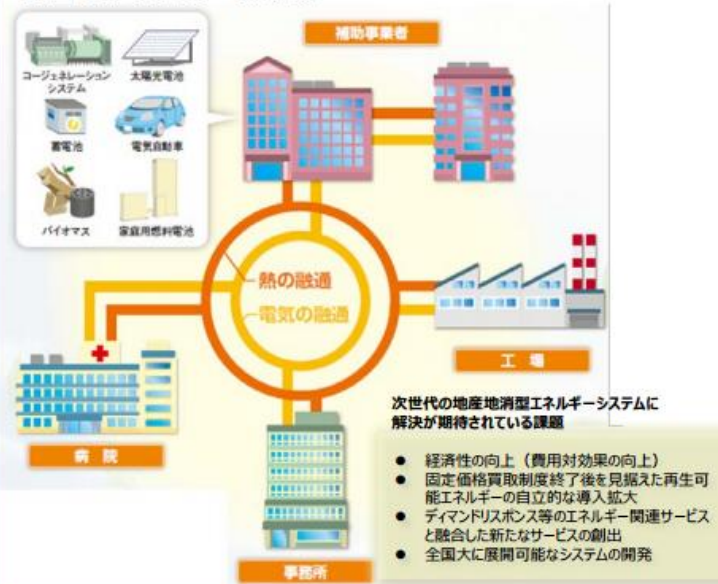 補助事業者
コージェネレーション
システム
太陽光電池
蓄電池
電気自動車
バイオマス
家庭用燃料電池
熱の融通
電気の融通
工場
病院
次世代の地産地消型エネルギーシステムに
解決が期待されている課題
● 経済性の向上（費用対効果の向上）
● 固定価格買取制度終了後を見据えた再生可
能エネルギーの自立的な導入拡大
● ディマンドリスポンス等のエネルギー関連サービス
と融合した新たなサービスの創出
● 全国大に展開可能なシステムの開発
事務所